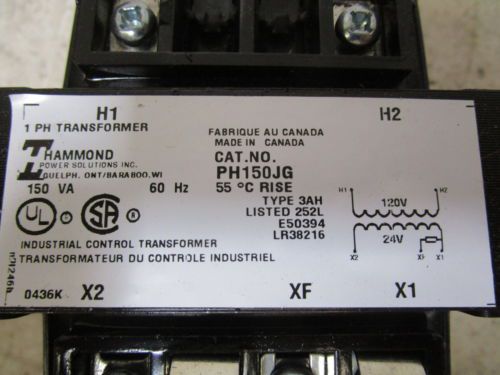 H1
H2
1 PH TRANSFORMER
FABRIQUE AU CANADA
MADE IN CANADA
HAMMOND
POWER SOLUTIONS INC.
GUELPH. ONT/BARABOO.WI
CAT.NO.
PH150JG
150 VA 60 Hz
55 °C RISE
TYPE 3AH
LISTED 252L
E50394
LR38216
UL
SA
H1 H2
120V
24V
X2 XF X1
INDUSTRIAL CONTROL TRANSFORMER
TRANSFORMATEUR DU CONTROLE INDUSTRIEL
0436K
X2
XF
X1